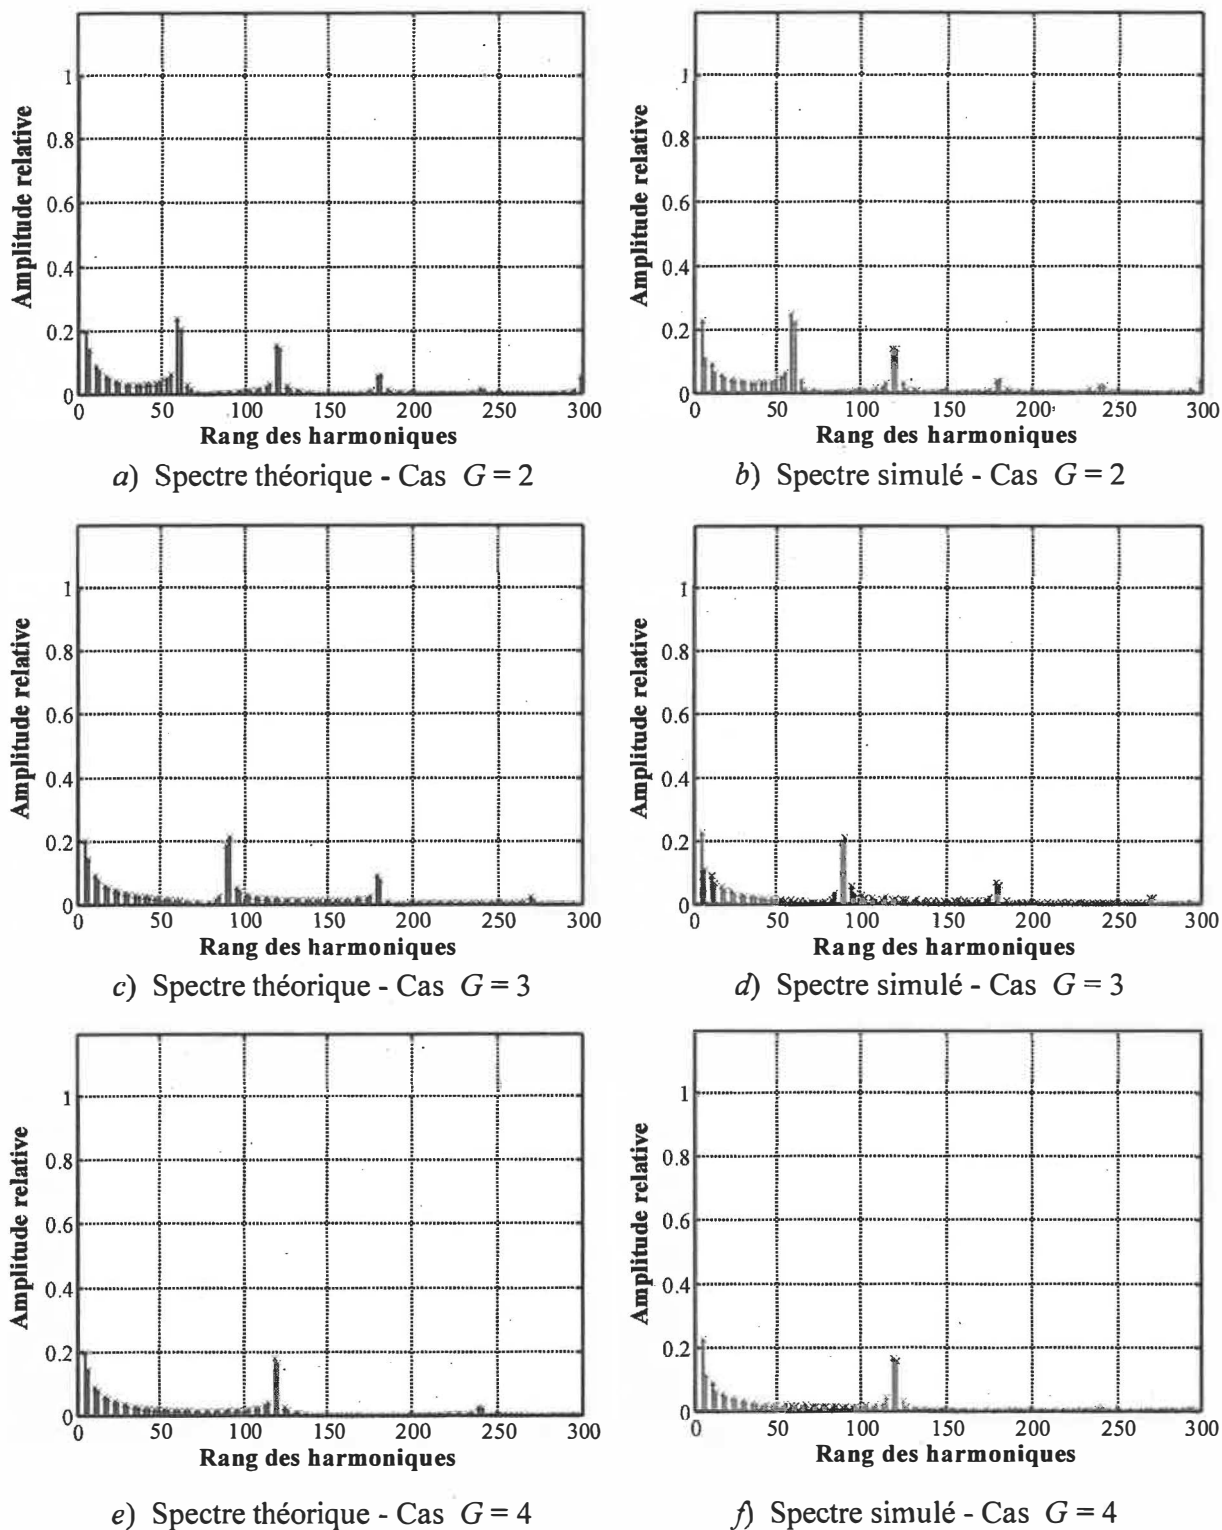 Amplitude relative
1
0.8
0.6
0.4
0.2
0
0 50 100 150 200 250 300
Rang des harmoniques
a) Spectre théorique - Cas G = 2
Amplitude relative
1
0.8
0.6
0.4
0.2
0
0 50 100 150 200 250 300
Rang des harmoniques
b) Spectre simulé - Cas G = 2
Amplitude relative
1
0.8
0.6
0.4
0.2
0
0 50 100 150 200 250 300
Rang des harmoniques
c) Spectre théorique - Cas G = 3
Amplitude relative
1
0.8
0.6
0.4
0.2
0
0 50 100 150 200 250 300
Rang des harmoniques
d) Spectre simulé - Cas G = 3
Amplitude relative
1
0.8
0.6
0.4
0.2
0
0 50 100 150 200 250 300
Rang des harmoniques
e) Spectre théorique - Cas G = 4
Amplitude relative
1
0.8
0.6
0.4
0.2
0
0 50 100 150 200 250 300
Rang des harmoniques
f) Spectre simulé - Cas G = 4